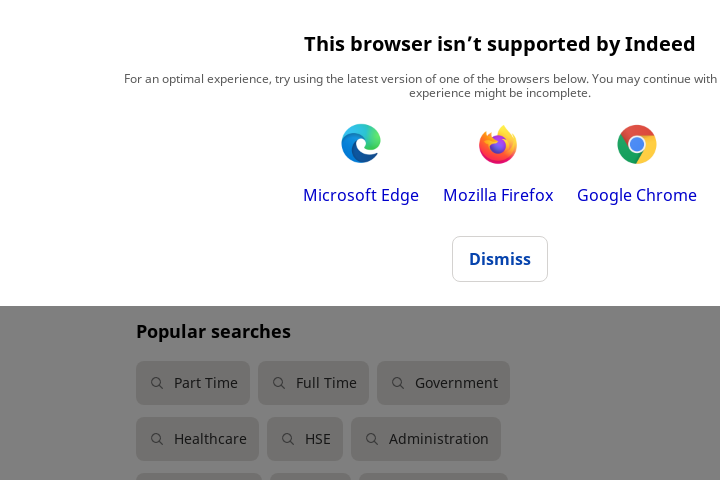 This browser isn’t supported by Indeed
For an optimal experience, try using the latest version of one of the browsers below. You may continue with
experience might be incomplete.
Microsoft Edge
Mozilla Firefox
Google Chrome
Dismiss
Popular searches
Part Time
Full Time
Government
Healthcare
HSE
Administration